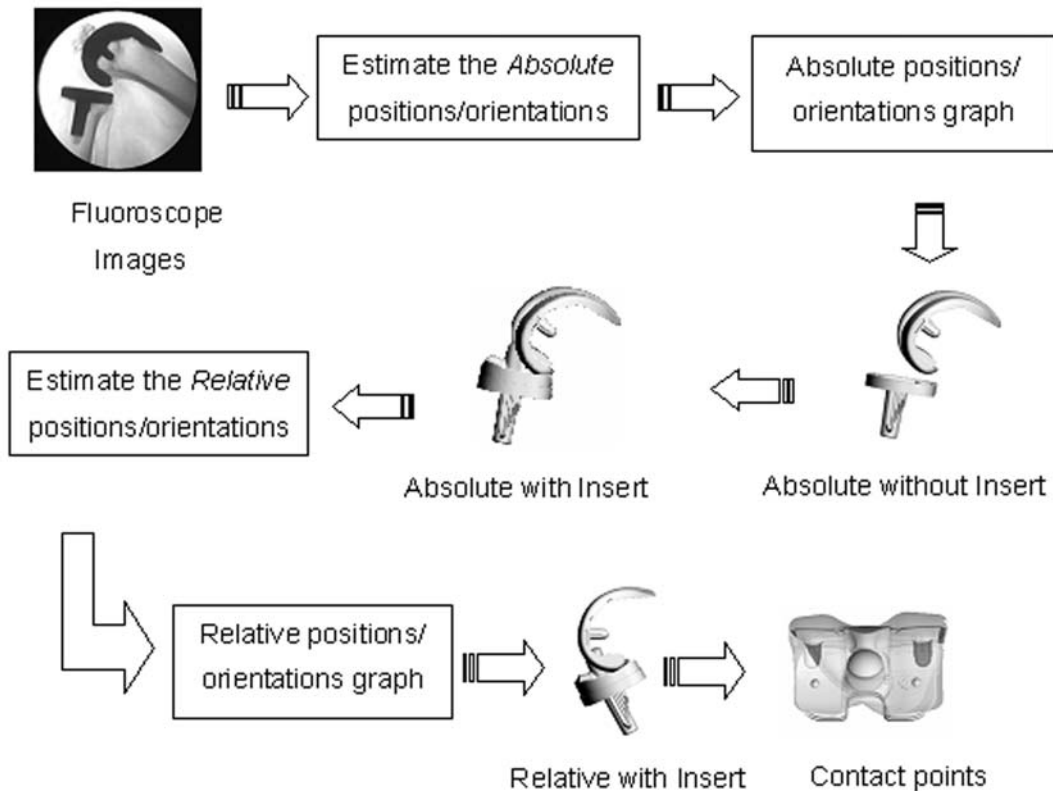 Estimate the Absolute
positions/orientations
Absolute positions/
orientations graph
Fluoroscope
Images
Estimate the Relative
positions/orientations
Absolute with Insert
Absolute without Insert
Relative positions/
orientations graph
Relative with Insert
Contact points